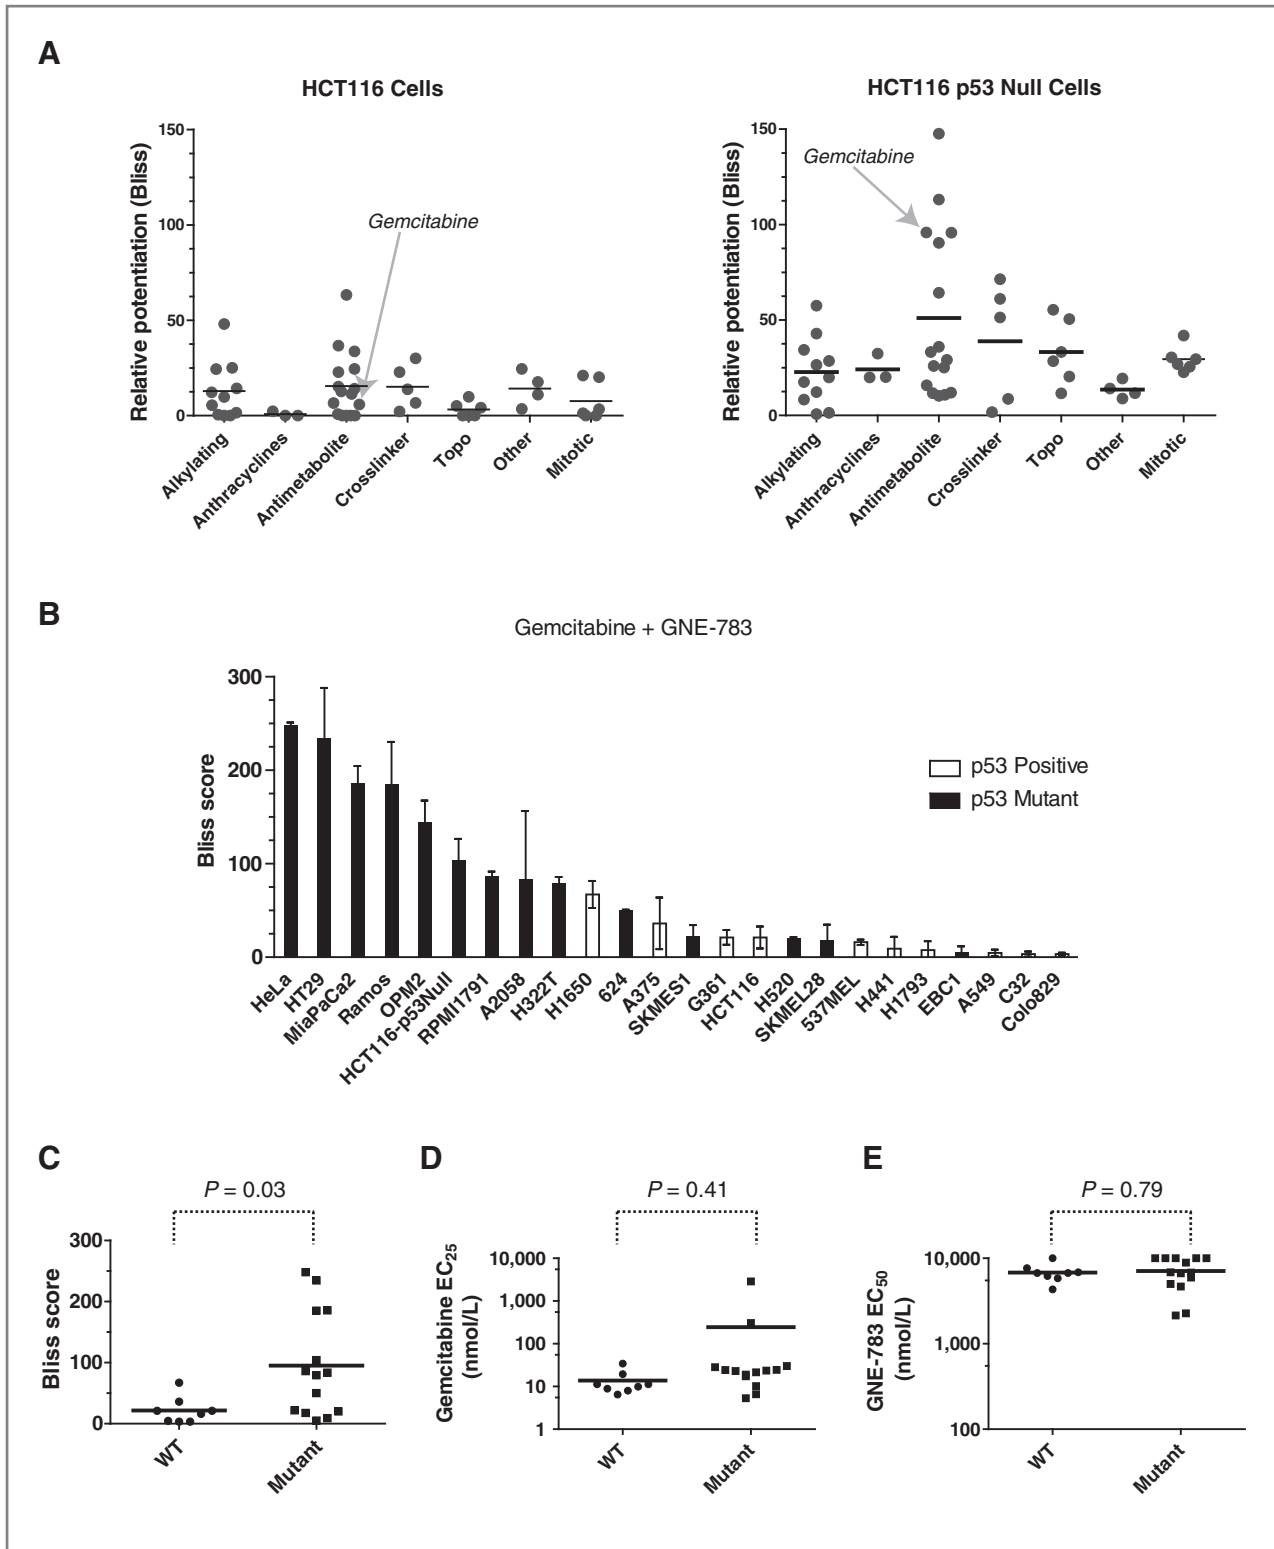 A
HCT116 Cells
HCT116 p53 Null Cells
Relative potentiation (Bliss)
150
100
50
0
Gemcitabine
Alkylating
Anthracyclines
Antimetabolite
Crosslinker
Topo
Other
Mitotic
Relative potentiation (Bliss)
150
100
50
0
Gemcitabine
Alkylating
Anthracyclines
Antimetabolite
Crosslinker
Topo
Other
Mitotic
B
Gemcitabine + GNE-783
Bliss score
300
200
100
0
p53 Positive
p53 Mutant
HeLa
HT29
MiaPaCa2
Ramos
OPM2
HCT116-p53Null
RPMI1791
A2058
H322T
H1650
624
A375
SKMES1
G361
HCT116
H520
SKMEL28
537MEL
H441
H1793
EBC1
A549
C32
Colo829
C
P = 0.03
Bliss score
300
200
100
0
WT
Mutant
D
P = 0.41
Gemcitabine EC25
(nmol/L)
10,000
1,000
100
10
1
WT
Mutant
E
P = 0.79
GNE-783 EC50
(nmol/L)
10,000
1,000
100
WT
Mutant